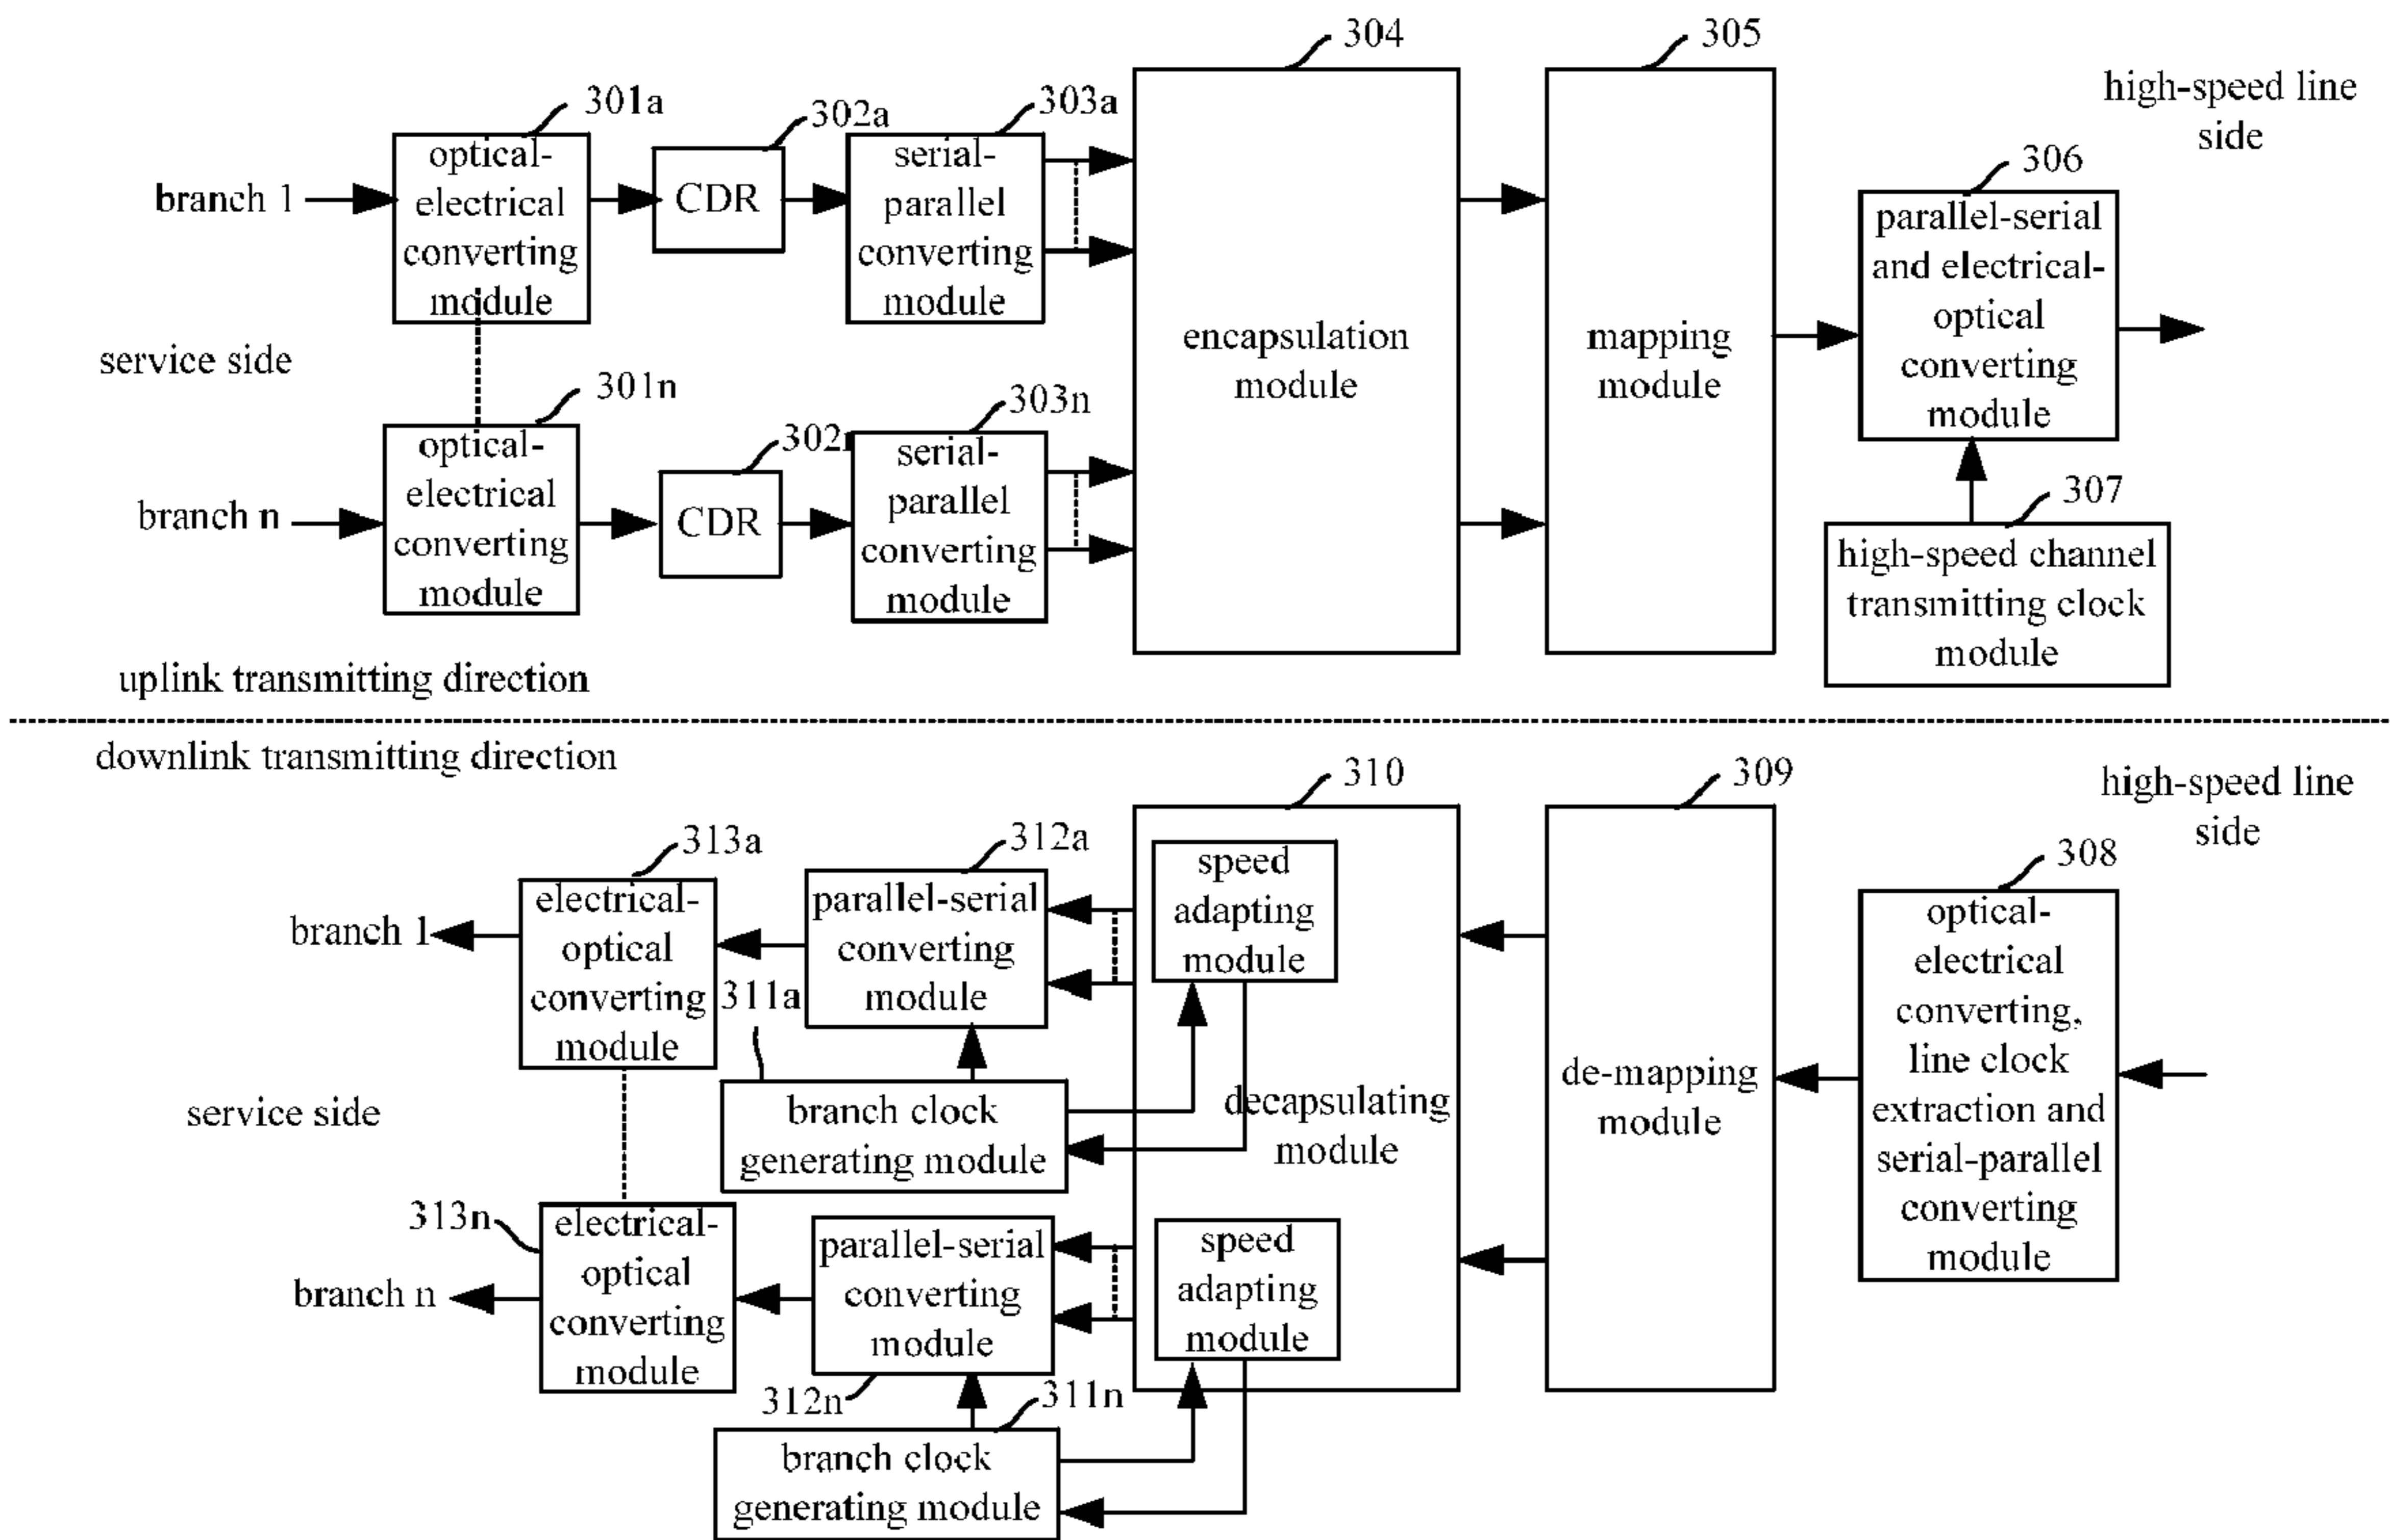 304
305
high-speed line
side
301a
302a
303a
optical-
electrical
converting
module
CDR
serial-
parallel
converting
module
306
parallel-serial
and electrical-
optical
converting
module
branch 1
encapsulation
module
mapping
module
service side
301n
303n
optical-
electrical
converting
module
CDR
serial-
parallel
converting
module
307
high-speed channel
transmitting clock
module
branch n
uplink transmitting direction
downlink transmitting direction
310
309
high-speed line
side
313a
312a
speed
adapting
module
308
electrical-
optical
converting
module
parallel-serial
converting
module
optical-
electrical
converting,
line clock
extraction and
serial-parallel
converting
module
branch 1
311a
de-mapping
module
service side
branch clock
generating module
decapsulating
module
313n
electrical-
optical
converting
module
parallel-serial
converting
module
speed
adapting
module
branch n
312n
311n
branch clock
generating module